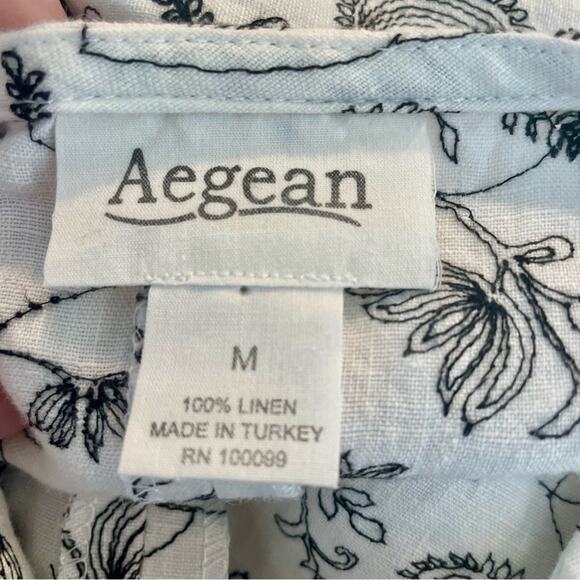 Aegean
M
100% LINEN
MADE IN TURKEY
RN 100099